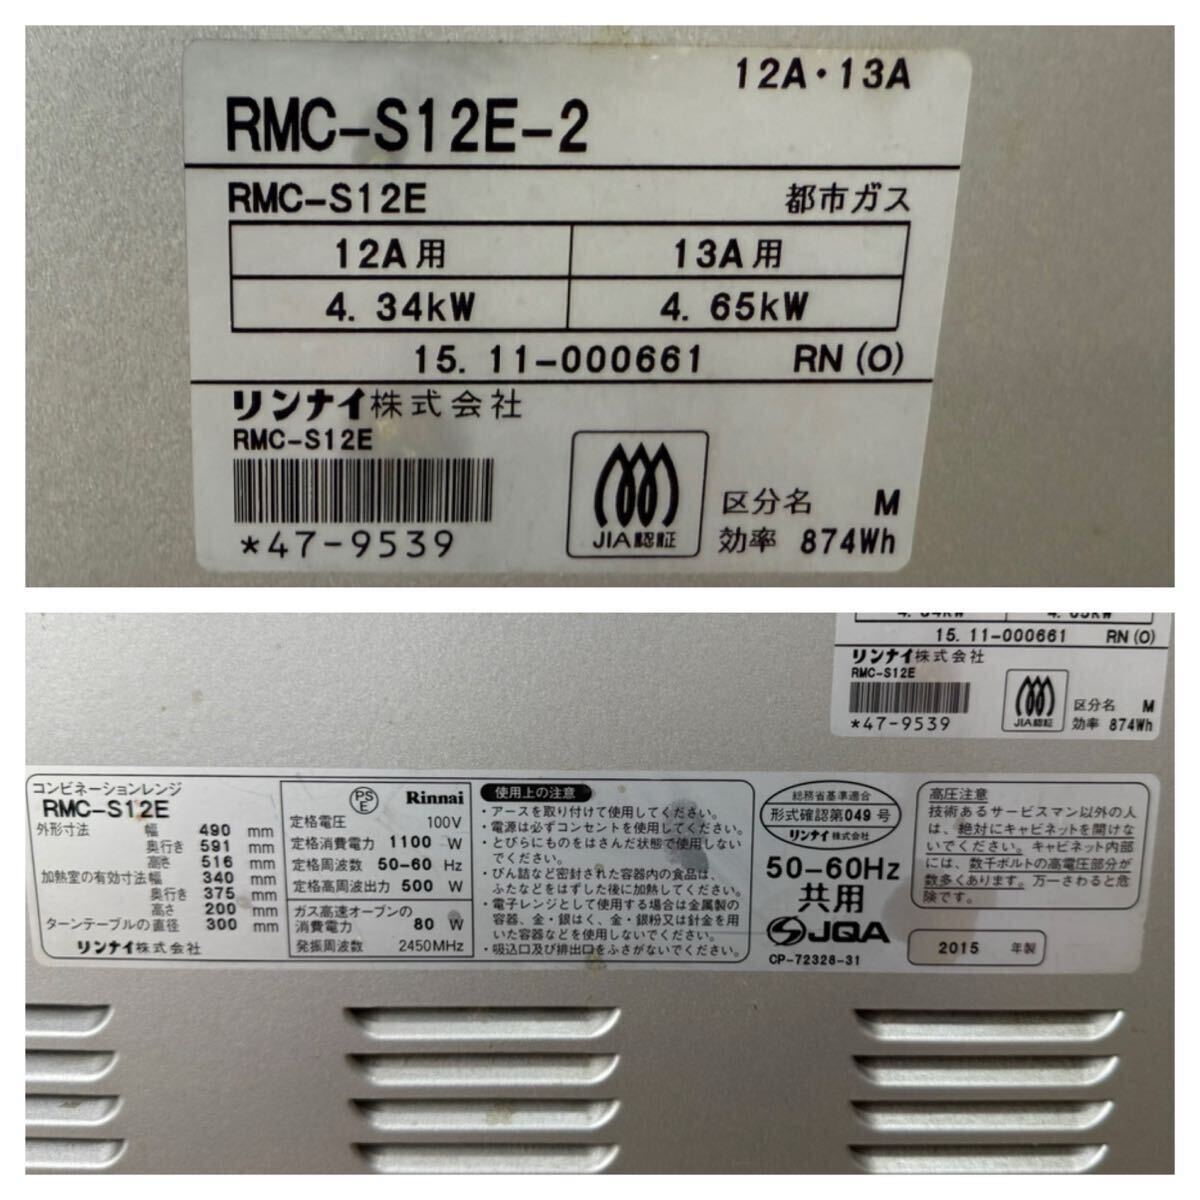 12A・13A
RMC-S12E-2
RMC-S12E 都市ガス
12A用 13A用
4. 34kW 4. 65kW
15. 11-000661 RN (O)
リンナイ株式会社
RMC-S12E
*47-9539
JIA認証
区分名 M
効率 874Wh
4. 34kW 4. 65kW
15. 11-000661 RN (O)
リンナイ株式会社
RMC-S12E
*47-9539
JIA認証
区分名 M
効率 874Wh
コンビネーションレンジ
RMC-S12E
外形寸法 幅 490 mm
奥行き 591 mm
高さ 516 mm
加熱室の有効寸法幅 340 mm
奥行き 375 mm
高さ 200 mm
ターンテーブルの直径 300 mm
リンナイ株式会社
PS
E
Rinnai
定格電圧 100V
定格消費電力 1100 W
定格周波数 50-60 Hz
定格高周波出力 500 W
ガス高速オーブンの
消費電力 80 W
発振周波数 2450MHz
使用上の注意
・アースを取り付けて使用してください。
・電源は必ずコンセントを使用してください。
・とびらにものをはさんだ状態で使用しない
でください。
・びん詰など密封された容器内の食品は、
ふたなどをはずした後に加熱してください。
・電子レンジとして使用する場合は金属製の
容器、金・銀はく、金・銀粉又は針金を用
いた容器などを使用しないでください。
・吸込口及び排出口をふさがないでください。
総務省基準適合
形式確認第049号
リンナイ株式会社
50-60Hz
共用
JQA
CP-72328-31
高圧注意
技術あるサービスマン以外の人
は、絶対にキャビネットを開けな
いでください。キャビネット内部
には、数千ボルトの高電圧部分が
数多くあります。万一さわると危
険です。
2015 年製